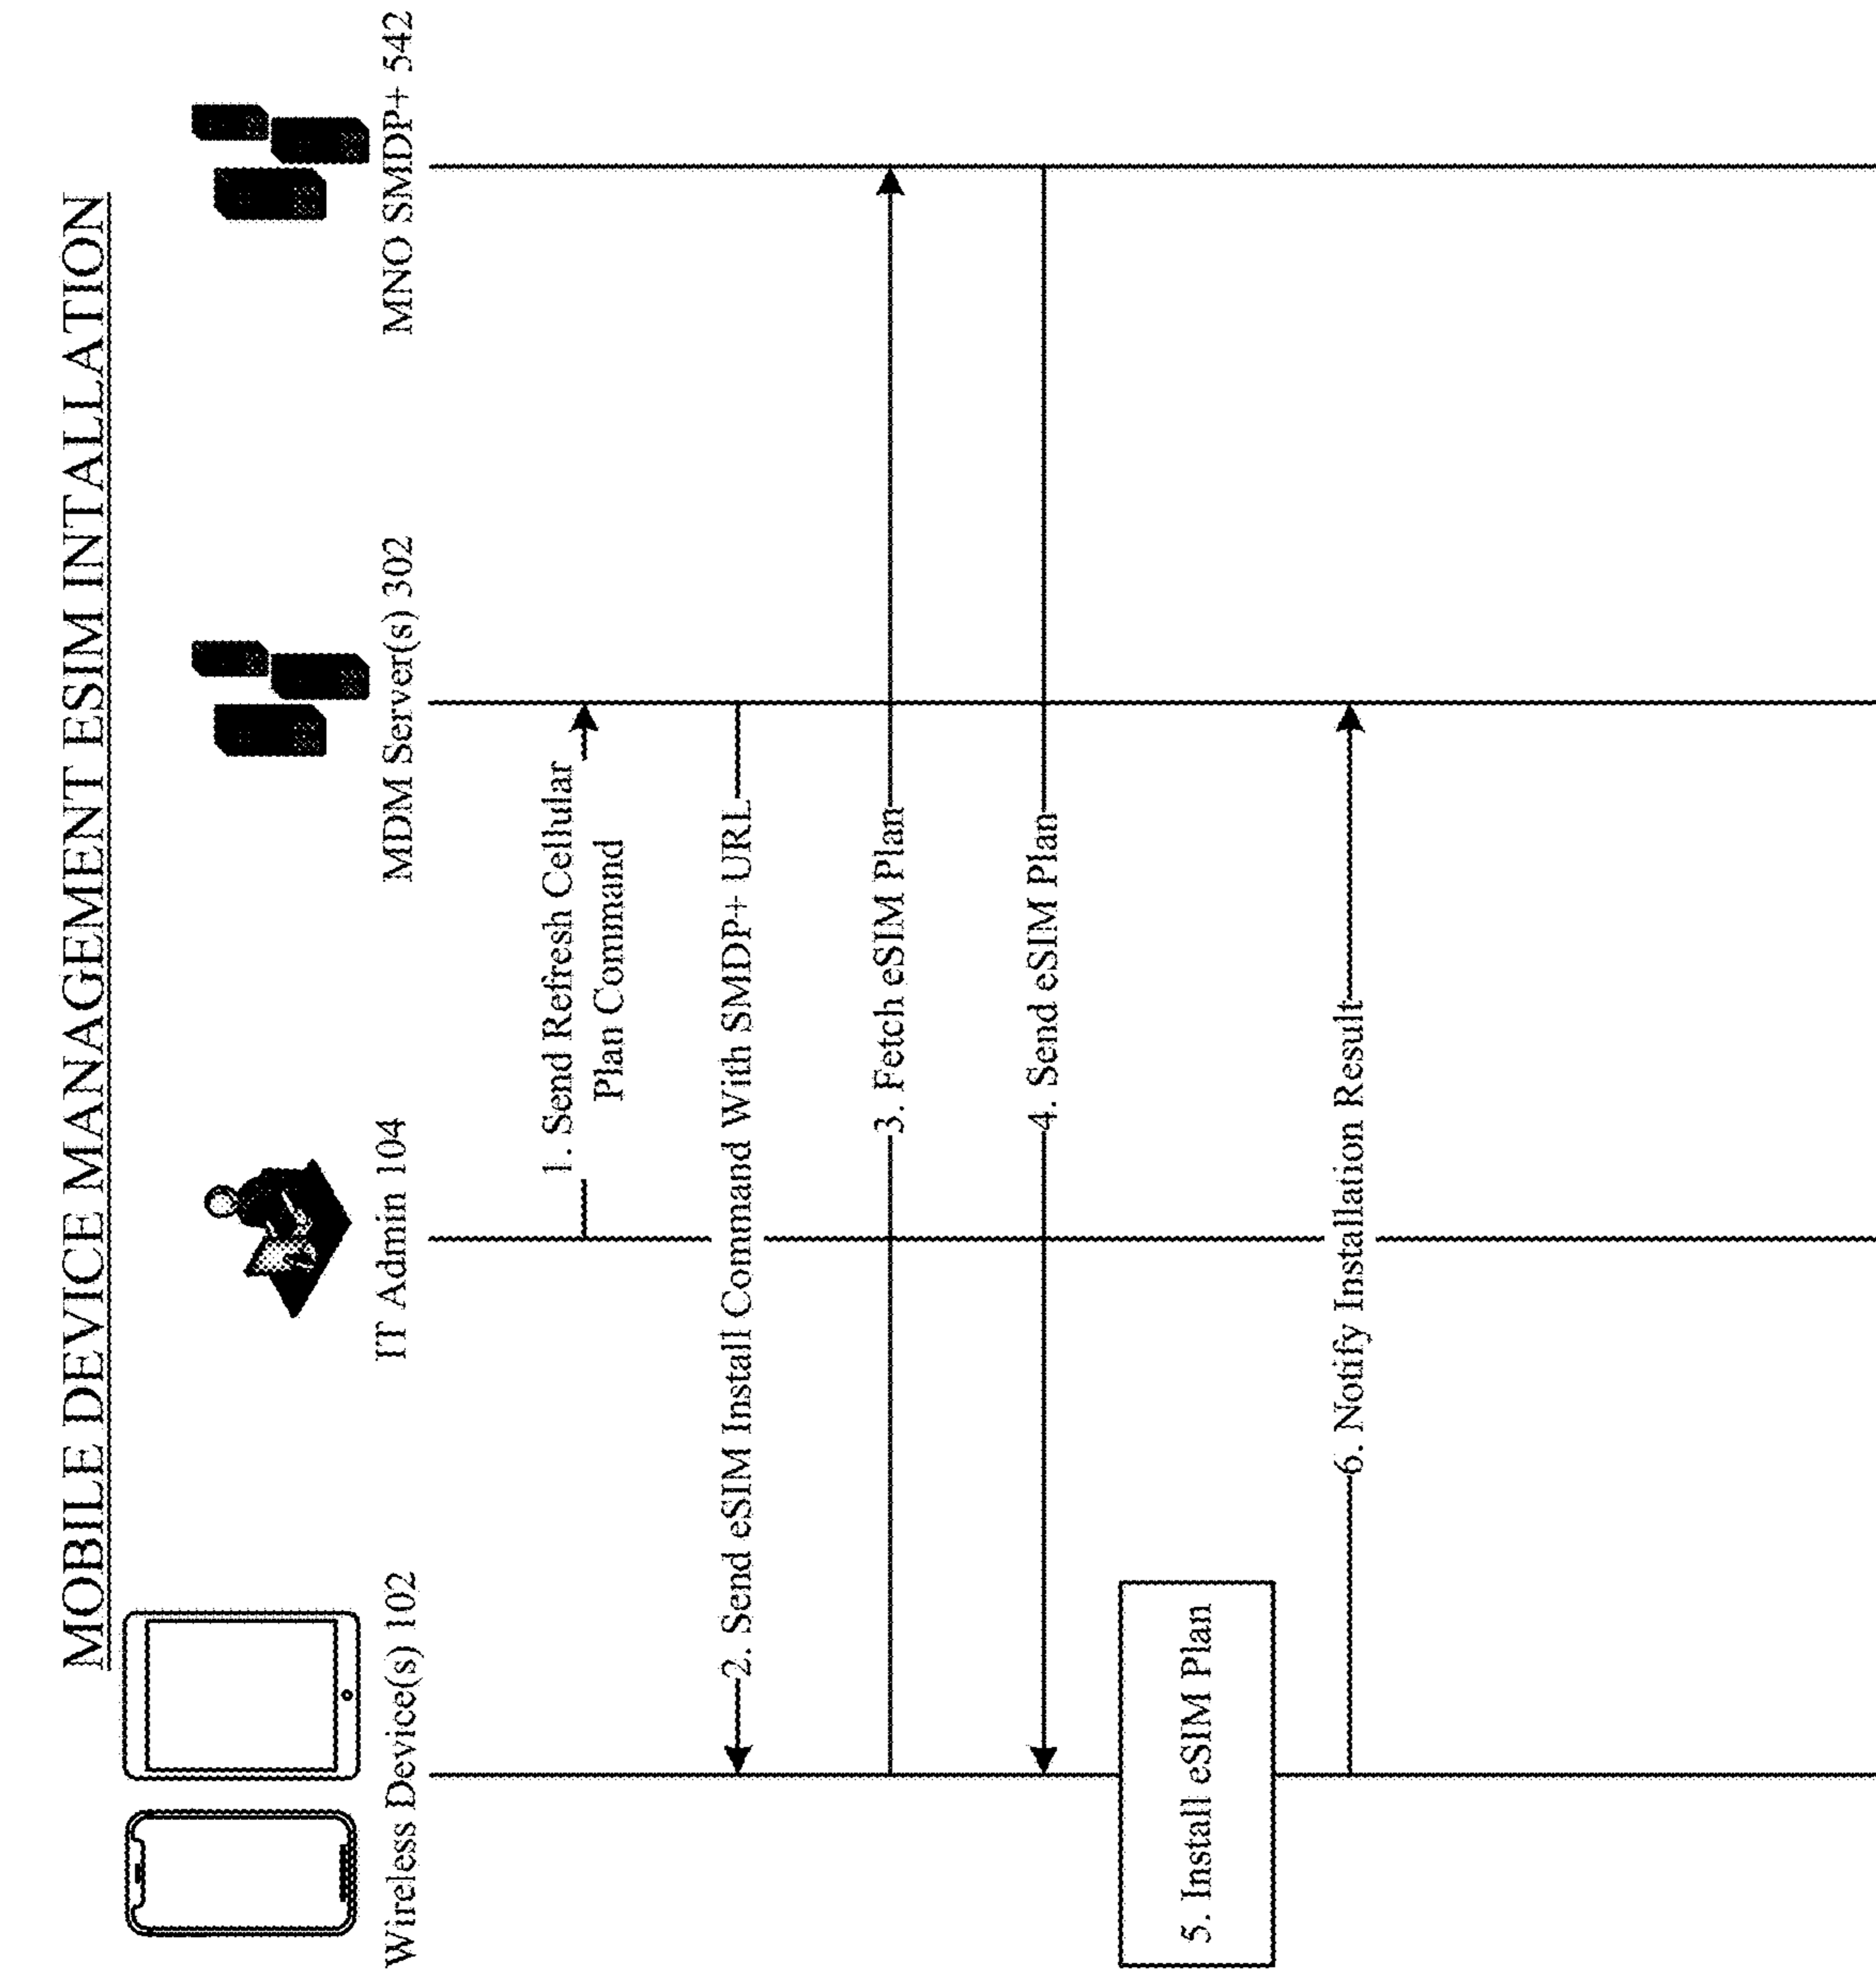 MOBILE DEVICE MANAGEMENT ESIM INTALLATION
Wireless Device(s) 102
IT Admin 104
MDM Server(s) 302
MNO SMDP+ 542
1. Send Refresh Cellular
Plan Command
2. Send eSIM Install Command With SMDP+ URL
3. Fetch eSIM Plan
4. Send eSIM Plan
5. Install eSIM Plan
6. Notify Installation Result